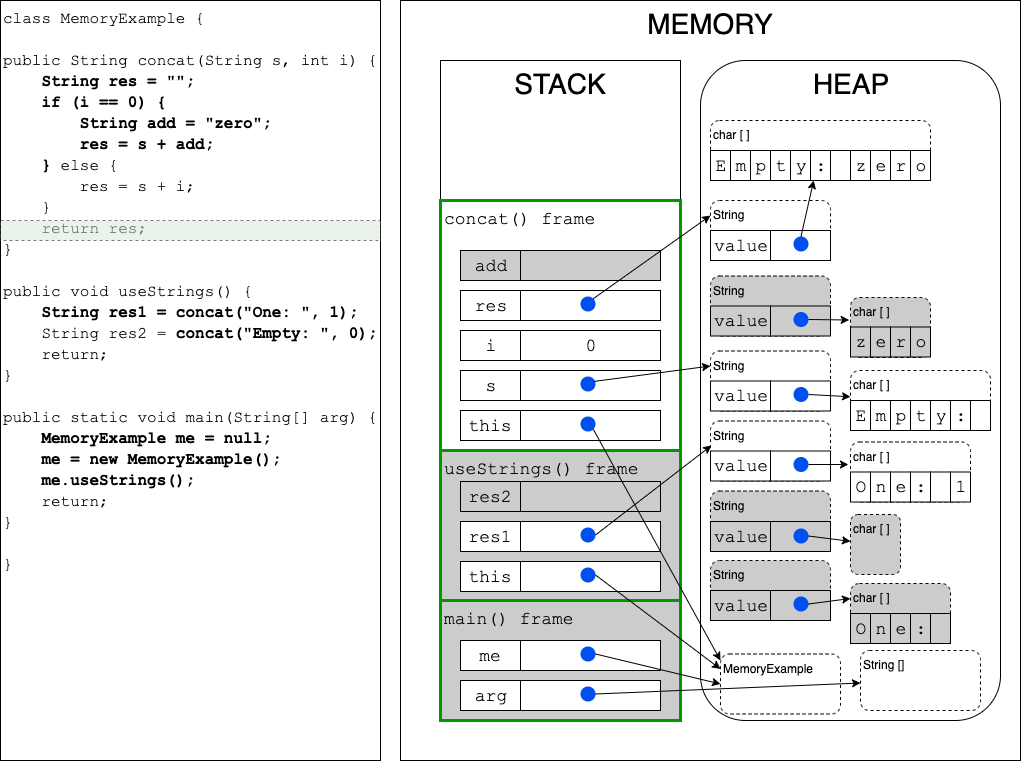 class MemoryExample {
public String concat(String s, int i) {
    String res = "";
    if (i == 0) {
        String add = "zero";
        res = s + add;
    } else {
        res = s + i;
    }
    return res;
}
public void useStrings() {
    String res1 = concat("One: ", 1);
    String res2 = concat("Empty: ", 0);
    return;
}
public static void main(String[] arg) {
    MemoryExample me = null;
    me = new MemoryExample();
    me.useStrings();
    return;
}
}
MEMORY
STACK
concat() frame
add
res
i 0
s
this
useStrings() frame
res2
res1
this
main() frame
me
arg
HEAP
char [ ]
E m p t y :   z e r o
String
value
String
value
char [ ]
z e r o
String
value
char [ ]
E m p t y :
String
value
char [ ]
O n e :   1
String
value
char [ ]
String
value
char [ ]
O n e :
MemoryExample
String []